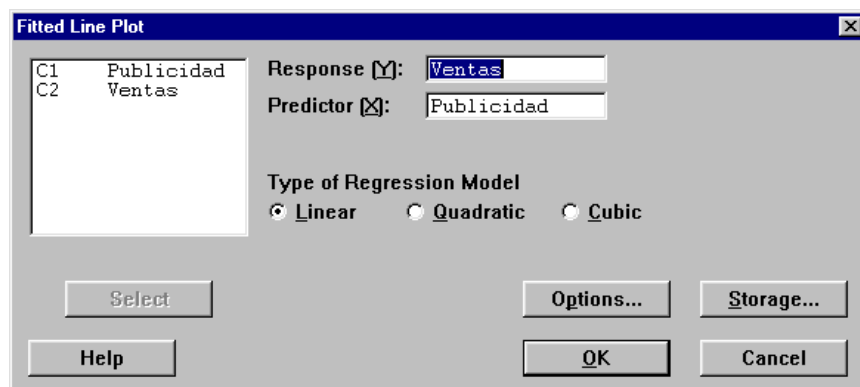 Fitted Line Plot
C1 Publicidad
C2 Ventas
Response (Y): Ventas
Predictor (X): Publicidad
Type of Regression Model
Linear Quadratic Cubic
Select Options... Storage...
Help OK Cancel